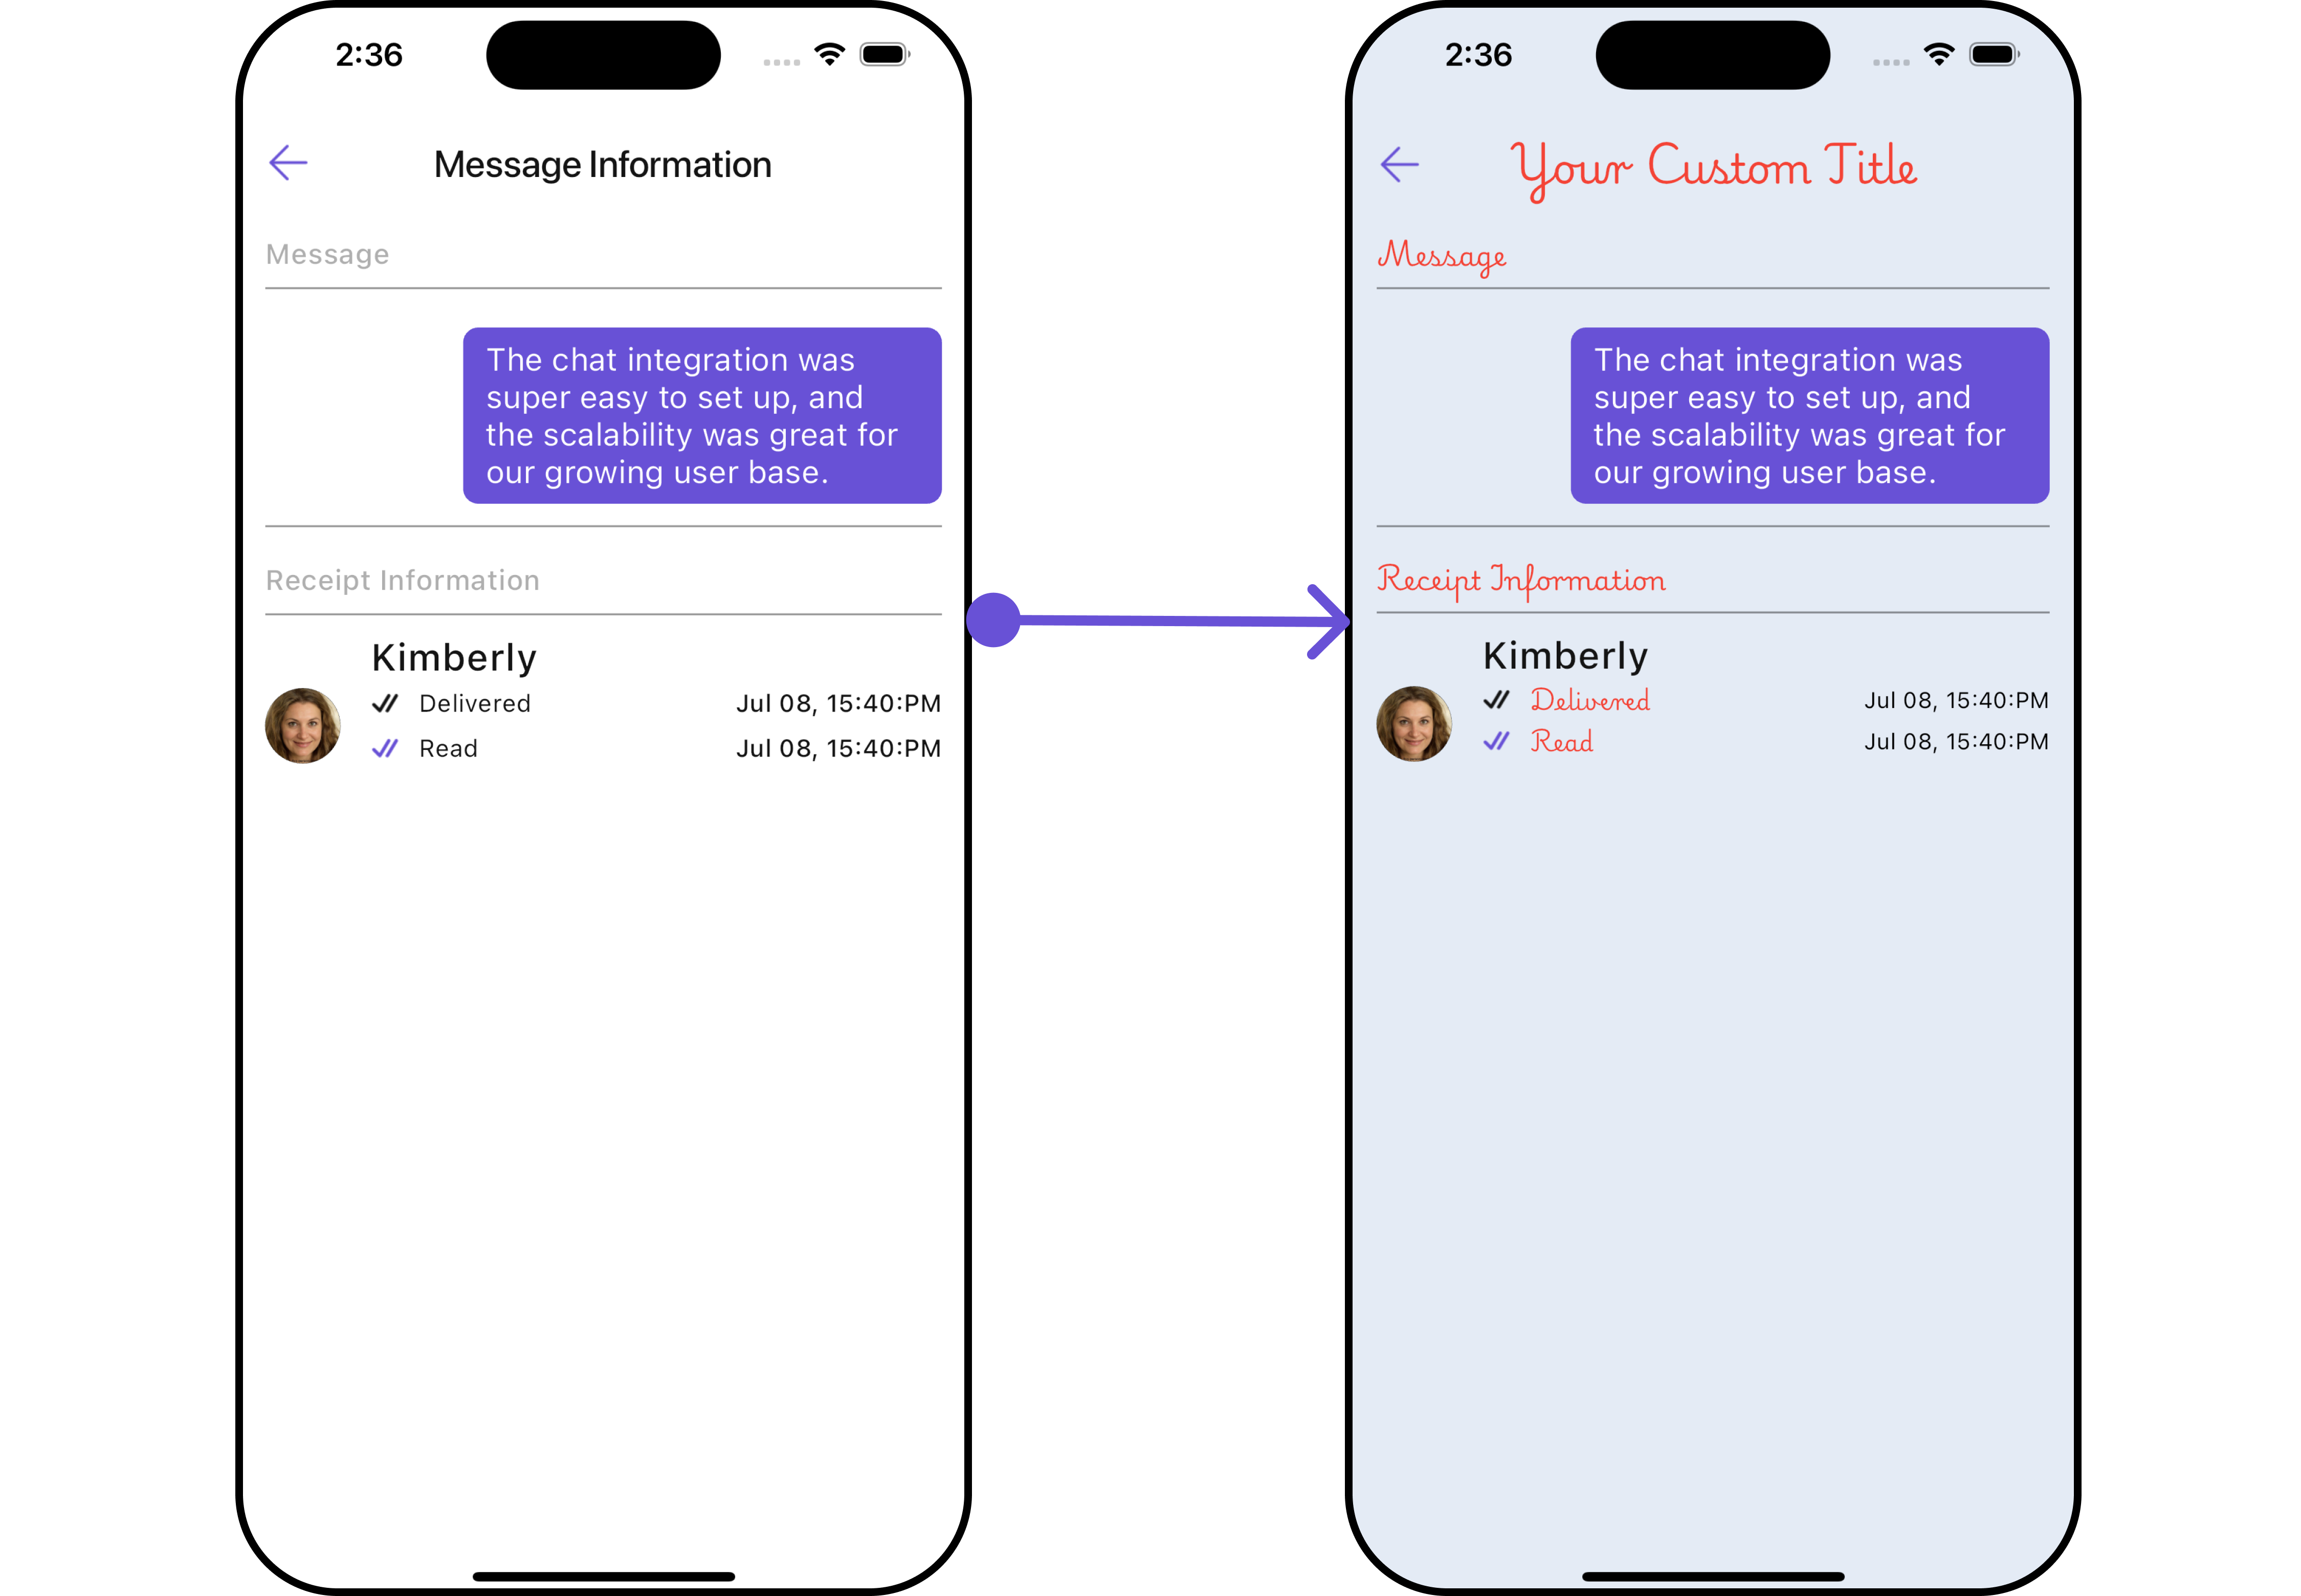 2:36
Message Information
Message
The chat integration was
super easy to set up, and
the scalability was great for
our growing user base.
Receipt Information
Kimberly
Delivered Jul 08, 15:40:PM
Read Jul 08, 15:40:PM
2:36
Your Custom Title
Message
The chat integration was
super easy to set up, and
the scalability was great for
our growing user base.
Receipt Information
Kimberly
Delivered Jul 08, 15:40:PM
Read Jul 08, 15:40:PM